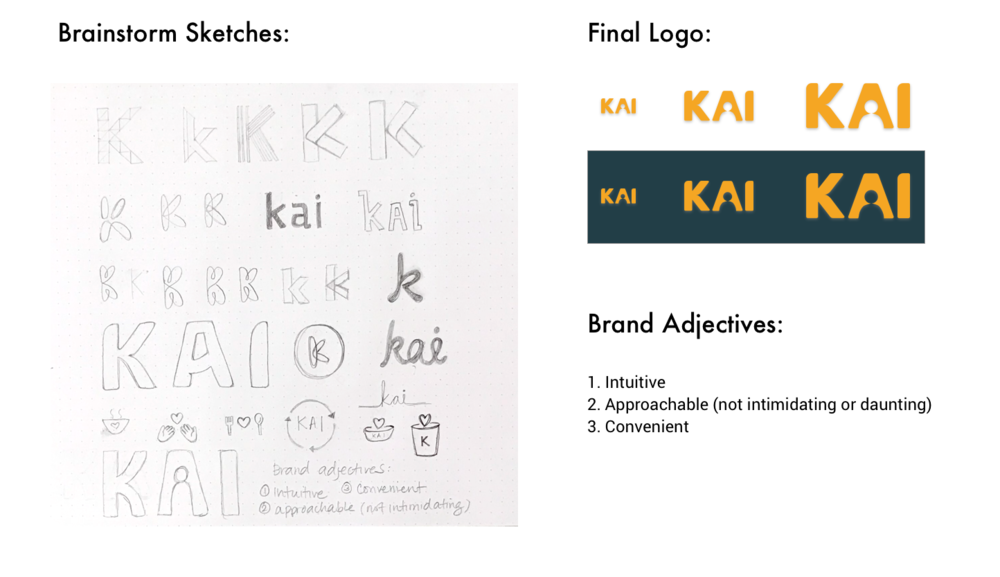 Brainstorm Sketches:
K K K K K
K K K kai kAi
K K K K K k k k
KAI K kai
kai
KAI KAI K
KAI
Brand adjectives:
① Intuitive ③ Convenient
② approachable (not intimidating)
Final Logo:
KAI KAI KAI
KAI KAI KAI
Brand Adjectives:
1. Intuitive
2. Approachable (not intimidating or daunting)
3. Convenient